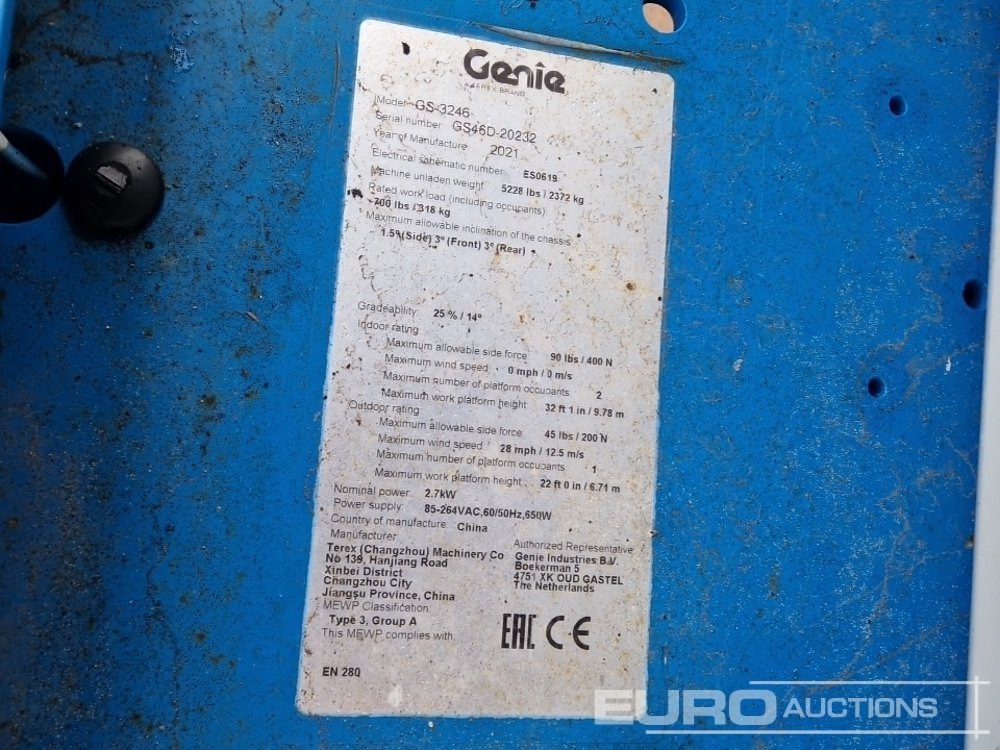 Genie
A TEREX BRAND
Model GS-3246
Serial number GS46D-20232
Year of Manufacture 2021
Electrical schematic number ES0619
Machine unladen weight 5228 lbs / 2372 kg
Rated work load (including occupants)
700 lbs / 318 kg
Maximum allowable inclination of the chassis
1.5º(Side) 3º (Front) 3º (Rear)
Gradeability 25 % / 14º
Indoor rating
Maximum allowable side force 90 lbs / 400 N
Maximum wind speed 0 mph / 0 m/s
Maximum number of platform occupants 2
Maximum work platform height 32 ft 1 in / 9.78 m
Outdoor rating
Maximum allowable side force 45 lbs / 200 N
Maximum wind speed 28 mph / 12.5 m/s
Maximum number of platform occupants 1
Maximum work platform height 22 ft 0 in / 6.71 m
Nominal power 2.7kW
Power supply 85-264VAC,60/50Hz,650W
Country of manufacture China
Manufacturer
Terex (Changzhou) Machinery Co
No 139, Hanjiang Road
Xinbei District
Changzhou City
Jiangsu Province, China
Authorized Representative
Genie Industries B.V.
Boekerman 5
4751 XK OUD GASTEL
The Netherlands
MEWP Classification
Type 3, Group A
This MEWP complies with
EN 280
EAC CE
EURO AUCTIONS